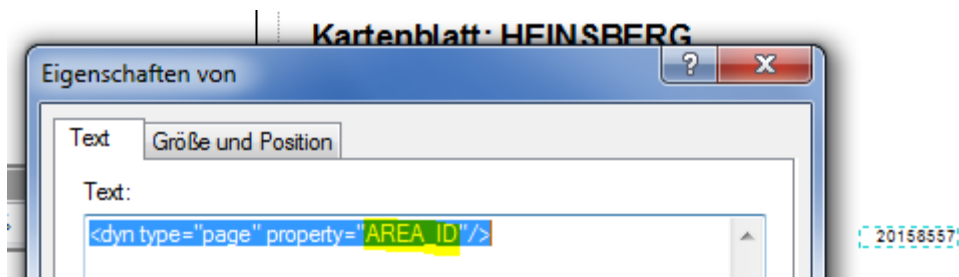 Kartenblatt: HEINSBERG
Eigenschaften von
Text
Größe und Position
Text:
<dyn type="page" property="AREA_ID"/>
20158557